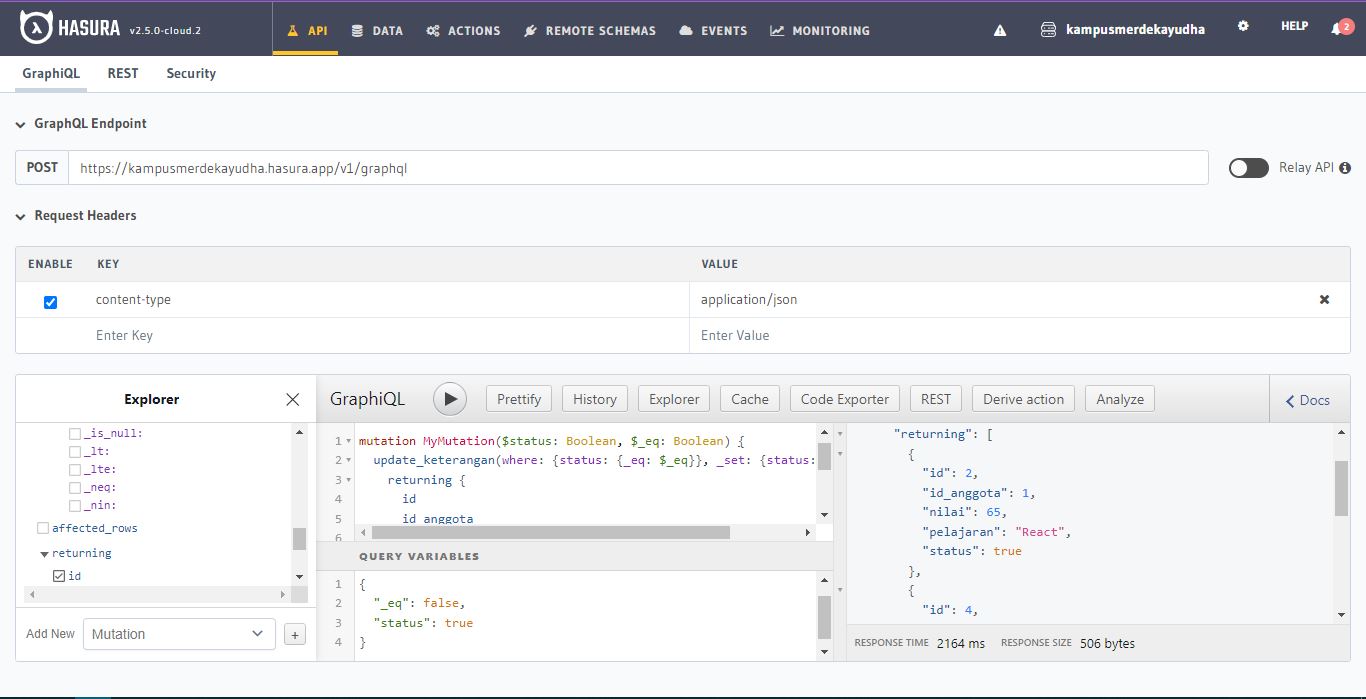 HASURA v2.5.0-cloud.2 API DATA ACTIONS REMOTE SCHEMAS EVENTS MONITORING kampusmerdekayudha HELP 2
GraphiQL REST Security
GraphQL Endpoint
POST https://kampusmerdekayudha.hasura.app/v1/graphql Relay API
Request Headers
ENABLE KEY VALUE
content-type application/json
Enter Key Enter Value
Explorer
_is_null:
_lt:
_lte:
_neq:
_nin:
affected_rows
returning
id
Add New Mutation +
GraphiQL Prettify History Explorer Cache Code Exporter REST Derive action Analyze Docs
1 mutation MyMutation($status: Boolean, $_eq: Boolean) {
2 update_keterangan(where: {status: {_eq: $_eq}}, _set: {status:
3 returning {
4 id
5 id_anggota
6
QUERY VARIABLES
1 {
2 "_eq": false,
3 "status": true
4 }
"returning": [
{
"id": 2,
"id_anggota": 1,
"nilai": 65,
"pelajaran": "React",
"status": true
},
{
"id": 4,
RESPONSE TIME 2164 ms RESPONSE SIZE 506 bytes